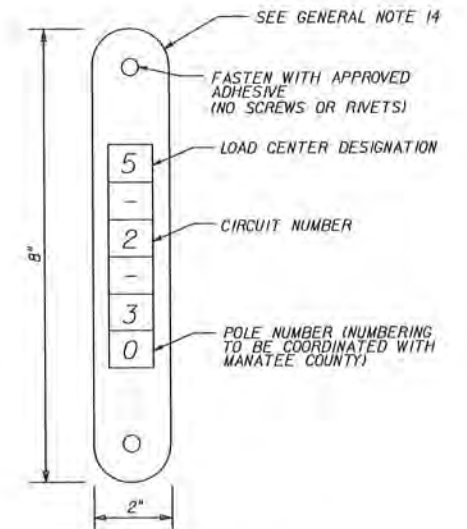 SEE GENERAL NOTE 14
FASTEN WITH APPROVED
ADHESIVE
(NO SCREWS OR RIVETS)
5
LOAD CENTER DESIGNATION
-
2
CIRCUIT NUMBER
-
3
0
POLE NUMBER (NUMBERING
TO BE COORDINATED WITH
MANATEE COUNTY)
8"
2"